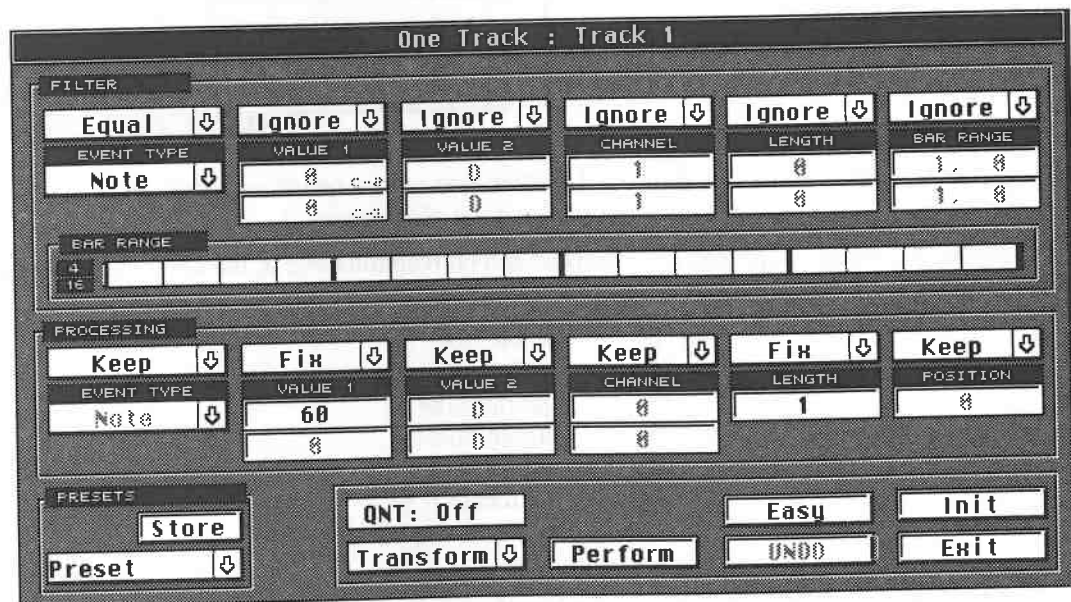 One Track : Track 1
FILTER
Equal Ignore Ignore Ignore Ignore Ignore
EVENT TYPE VALUE 1 VALUE 2 CHANNEL LENGTH BAR RANGE
Note 0 c-2 0 1 0 1, 0
0 c-2 0 1 0 1, 0
BAR RANGE
4
16
PROCESSING
Keep Fix Keep Keep Fix Keep
EVENT TYPE VALUE 1 VALUE 2 CHANNEL LENGTH POSITION
Note 60 0 0 1 0
0 0 0
PRESETS
Store QNT: Off Easy Init
Preset Transform Perform UNDO Exit